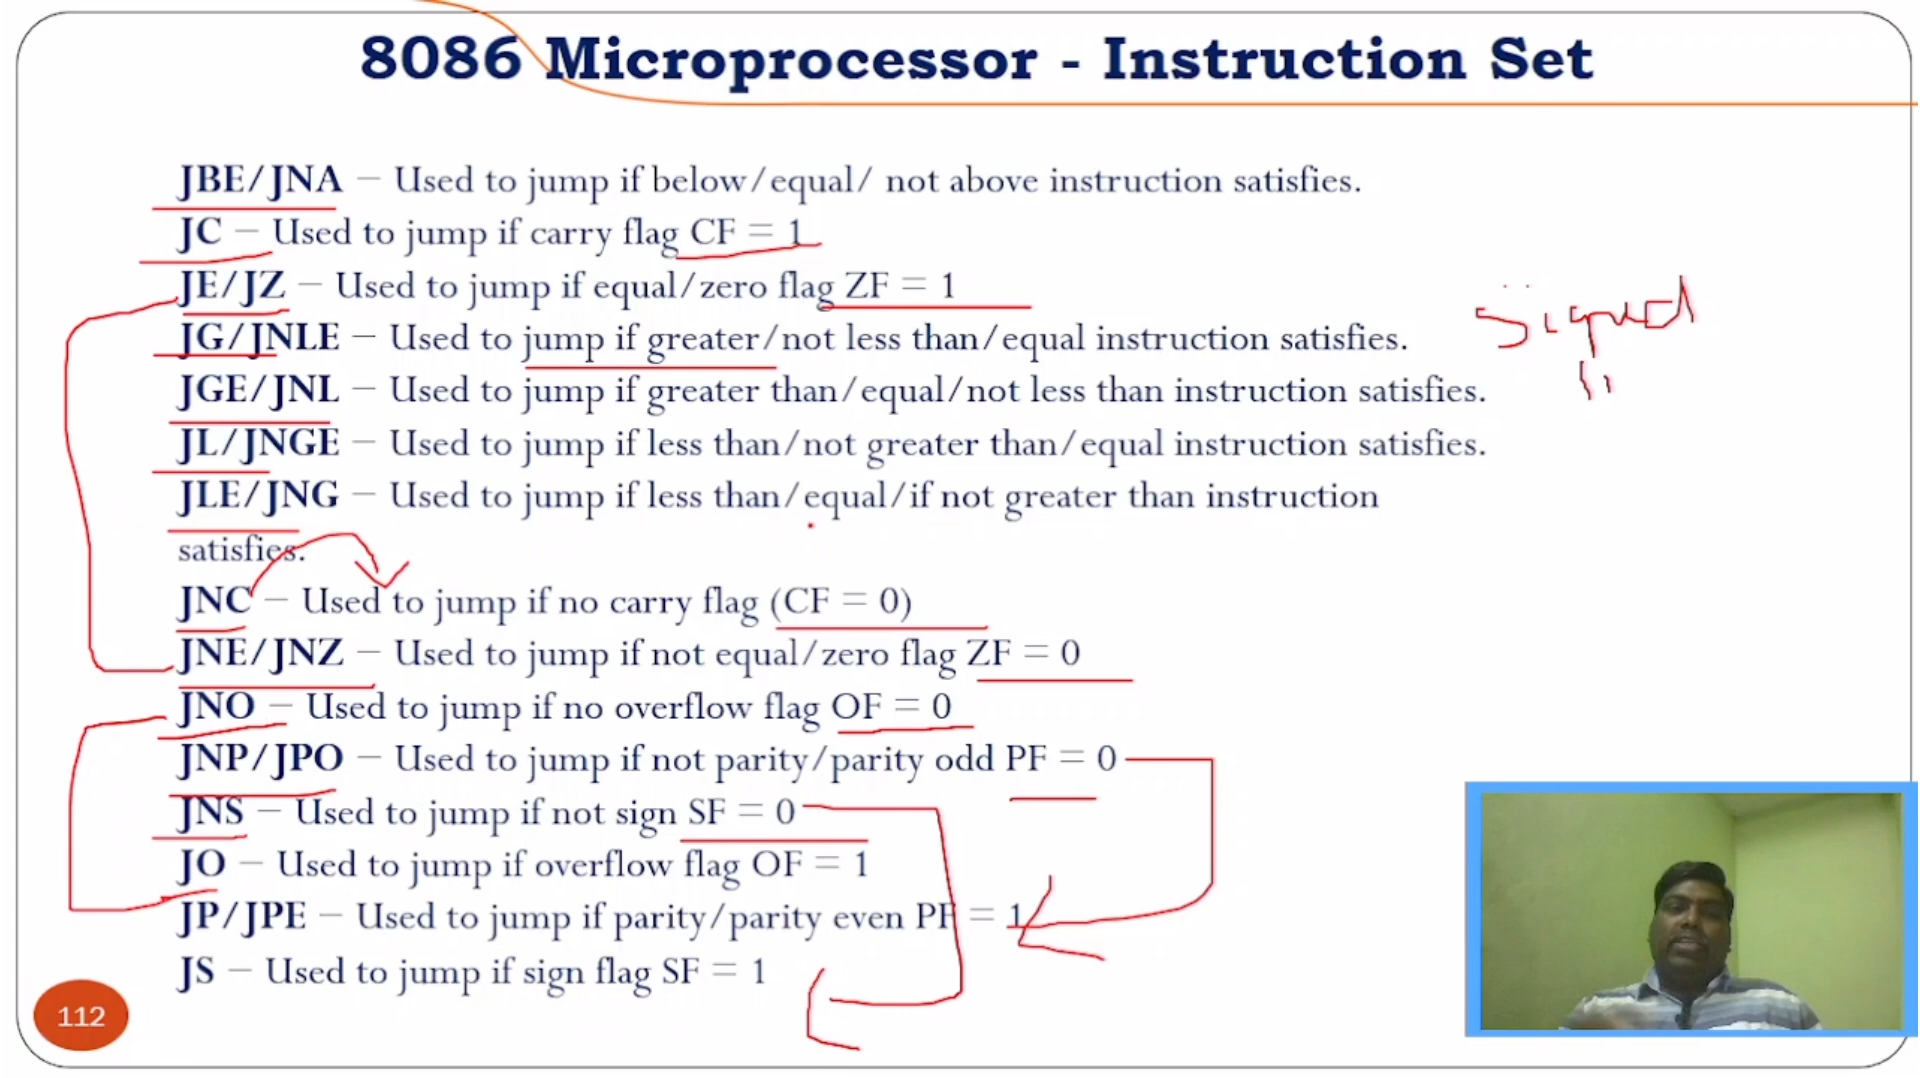 8086 Microprocessor - Instruction Set
JBE/JNA – Used to jump if below/equal/ not above instruction satisfies.
JC – Used to jump if carry flag CF = 1
JE/JZ – Used to jump if equal/zero flag ZF = 1
JG/JNLE – Used to jump if greater/not less than/equal instruction satisfies.
JGE/JNL – Used to jump if greater than/equal/not less than instruction satisfies.
JL/JNGE – Used to jump if less than/not greater than/equal instruction satisfies.
JLE/JNG – Used to jump if less than/equal/if not greater than instruction
satisfies.
JNC – Used to jump if no carry flag (CF = 0)
JNE/JNZ – Used to jump if not equal/zero flag ZF = 0
JNO – Used to jump if no overflow flag OF = 0
JNP/JPO – Used to jump if not parity/parity odd PF = 0
JNS – Used to jump if not sign SF = 0
JO – Used to jump if overflow flag OF = 1
JP/JPE – Used to jump if parity/parity even PF = 1
JS – Used to jump if sign flag SF = 1
signed
112